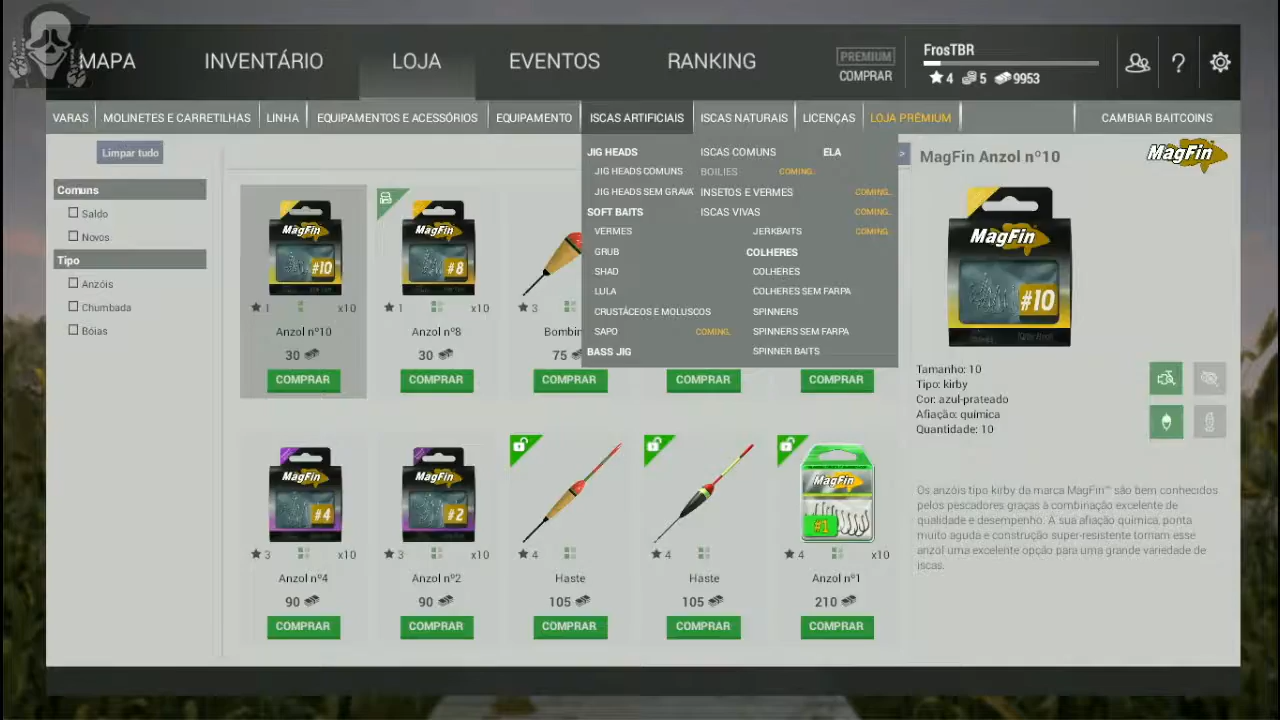 MAPA
INVENTÁRIO
LOJA
EVENTOS
RANKING
PREMIUM
COMPRAR
FrosTBR
4
5
9953
?
VARAS
MOLINETES E CARRETILHAS
LINHA
EQUIPAMENTOS E ACESSÓRIOS
EQUIPAMENTO
ISCAS ARTIFICIAIS
ISCAS NATURAIS
LICENÇAS
LOJA PRÉMIUM
CAMBIAR BAITCOINS
Limpar tudo
Comuns
Saldo
Novos
Tipo
Anzóis
Chumbada
Bóias
JIG HEADS
JIG HEADS COMUNS
JIG HEADS SEM GRAVA
SOFT BAITS
VERMES
GRUB
SHAD
LULA
CRUSTÁCEOS E MOLUSCOS
SAPO
COMING.
BASS JIG
ISCAS COMUNS
ELA
BOILIES
COMING.
INSETOS E VERMES
COMING..
ISCAS VIVAS
COMING..
JERKBAITS
COMING.
COLHERES
COLHERES
COLHERES SEM FARPA
SPINNERS
SPINNERS SEM FARPA
SPINNER BAITS
>
MagFin
#10
1
x10
Anzol nº10
30
COMPRAR
MagFin
#8
1
x10
Anzol nº8
30
COMPRAR
3
Bombin
75
COMPRAR
COMPRAR
COMPRAR
MagFin
#4
3
x10
Anzol nº4
90
COMPRAR
MagFin
#2
3
x10
Anzol nº2
90
COMPRAR
4
Haste
105
COMPRAR
4
Haste
105
COMPRAR
MagFin
#1
4
x10
Anzol nº1
210
COMPRAR
MagFin Anzol nº10
MagFin
MagFin
#10
Tamanho: 10
Tipo: kirby
Cor: azul-prateado
Afiação: química
Quantidade: 10
Os anzóis tipo kirby da marca MagFin™ são bem conhecidos
pelos pescadores graças à combinação excelente de
qualidade e desempenho. A sua afiação química, ponta
muito aguda e construção super-resistente tornam esse
anzol uma excelente opção para uma grande variedade de
iscas.